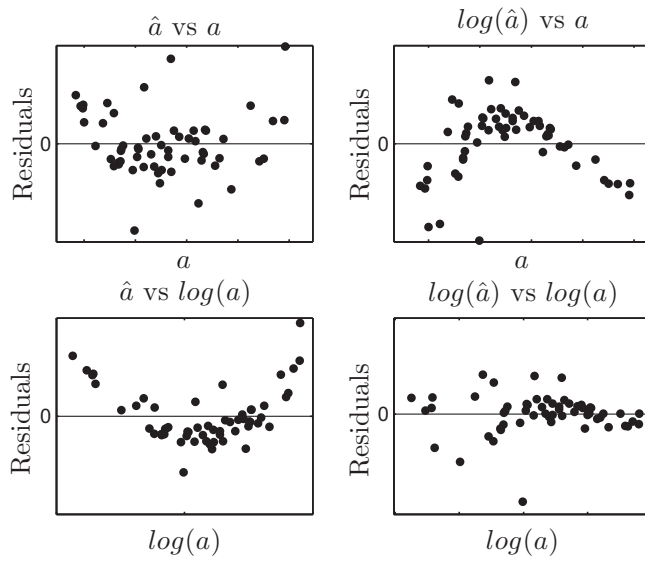 â vs a
Residuals
0
a
log(â) vs a
Residuals
0
a
â vs log(a)
Residuals
0
log(a)
log(â) vs log(a)
Residuals
0
log(a)